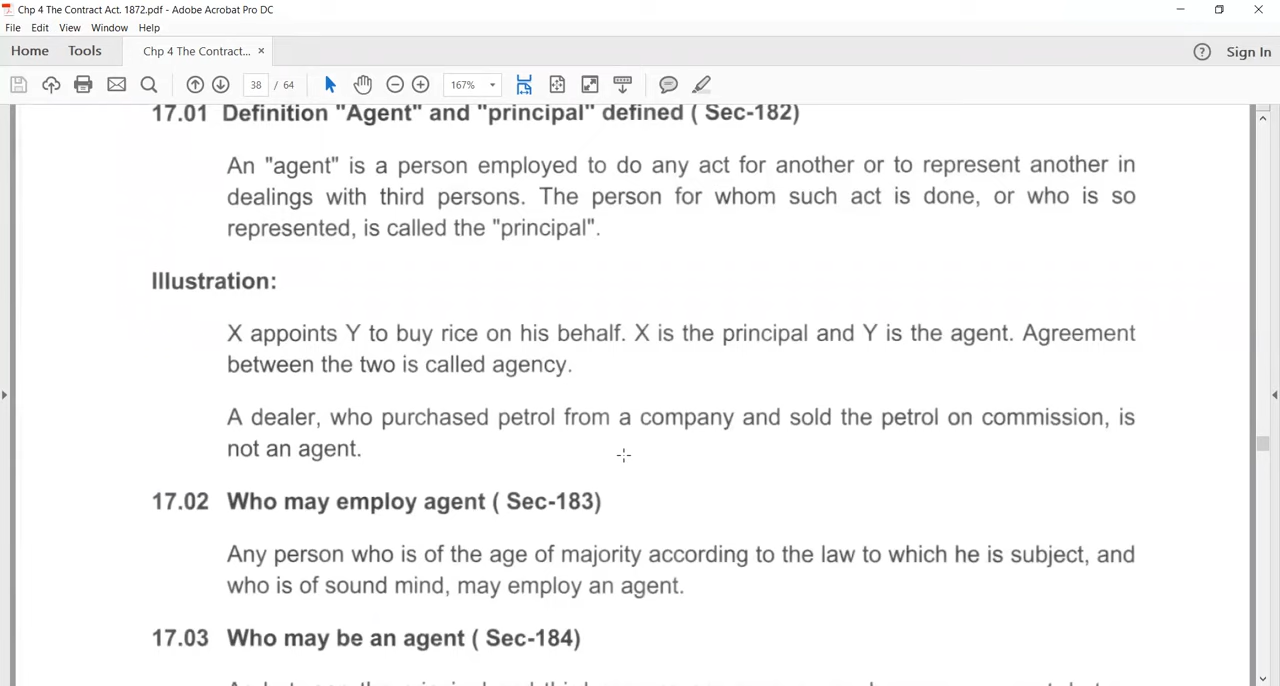 Chp 4 The Contract Act. 1872.pdf - Adobe Acrobat Pro DC
File Edit View Window Help
Home Tools Chp 4 The Contract... × Sign In
38 / 64 167%
17.01 Definition "Agent" and "principal" defined ( Sec-182)
An "agent" is a person employed to do any act for another or to represent another in
dealings with third persons. The person for whom such act is done, or who is so
represented, is called the "principal".
Illustration:
X appoints Y to buy rice on his behalf. X is the principal and Y is the agent. Agreement
between the two is called agency.
A dealer, who purchased petrol from a company and sold the petrol on commission, is
not an agent.
17.02 Who may employ agent ( Sec-183)
Any person who is of the age of majority according to the law to which he is subject, and
who is of sound mind, may employ an agent.
17.03 Who may be an agent ( Sec-184)